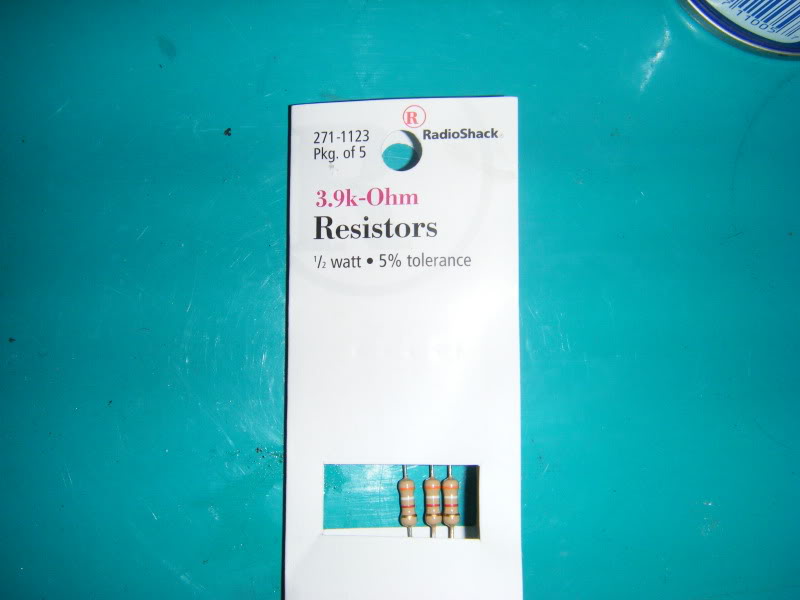 271-1123
Pkg. of 5
R
RadioShack
3.9k-Ohm
Resistors
1/2 watt • 5% tolerance